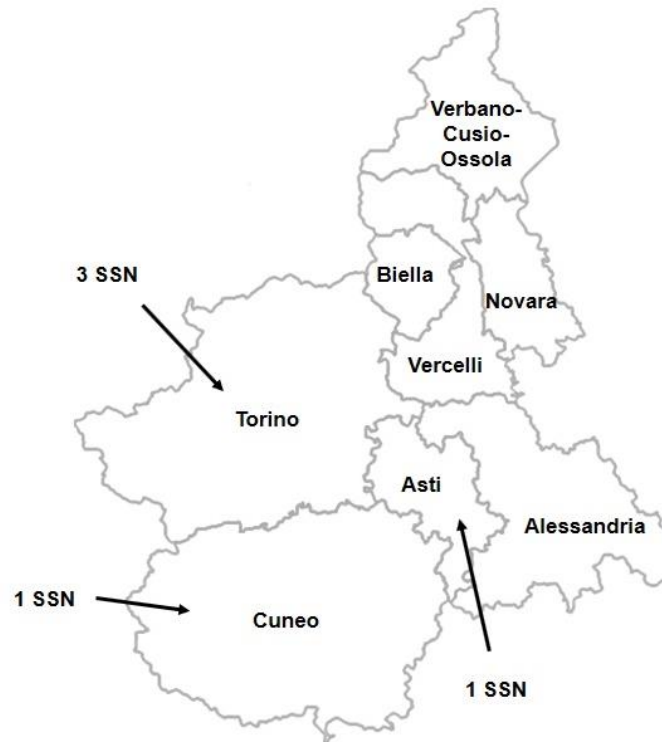 Verbano-
Cusio-
Ossola
3 SSN
Biella
Novara
Vercelli
Torino
Asti
Alessandria
1 SSN
Cuneo
1 SSN